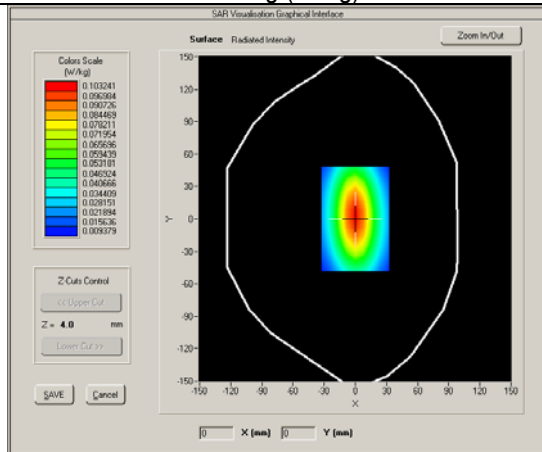 SAR Visualisation Graphical Interface
Surface Radiated Intensity
Zoom In/Out
Colors Scale
(W/kg)
0.103241
0.096984
0.090726
0.084469
0.078211
0.071954
0.065696
0.059439
0.053181
0.046924
0.040666
0.034409
0.028151
0.021894
0.015636
0.009379
Z-Cuts Control
<< Upper Cut
Z = 4.0 mm
Lower Cut >>
SAVE Cancel
150
120
90
60
30
0
-30
-60
-90
-120
-150
Y
-150 -120 -90 -60 -30 0 30 60 90 120 150
X
0 X (mm) 0 Y (mm)